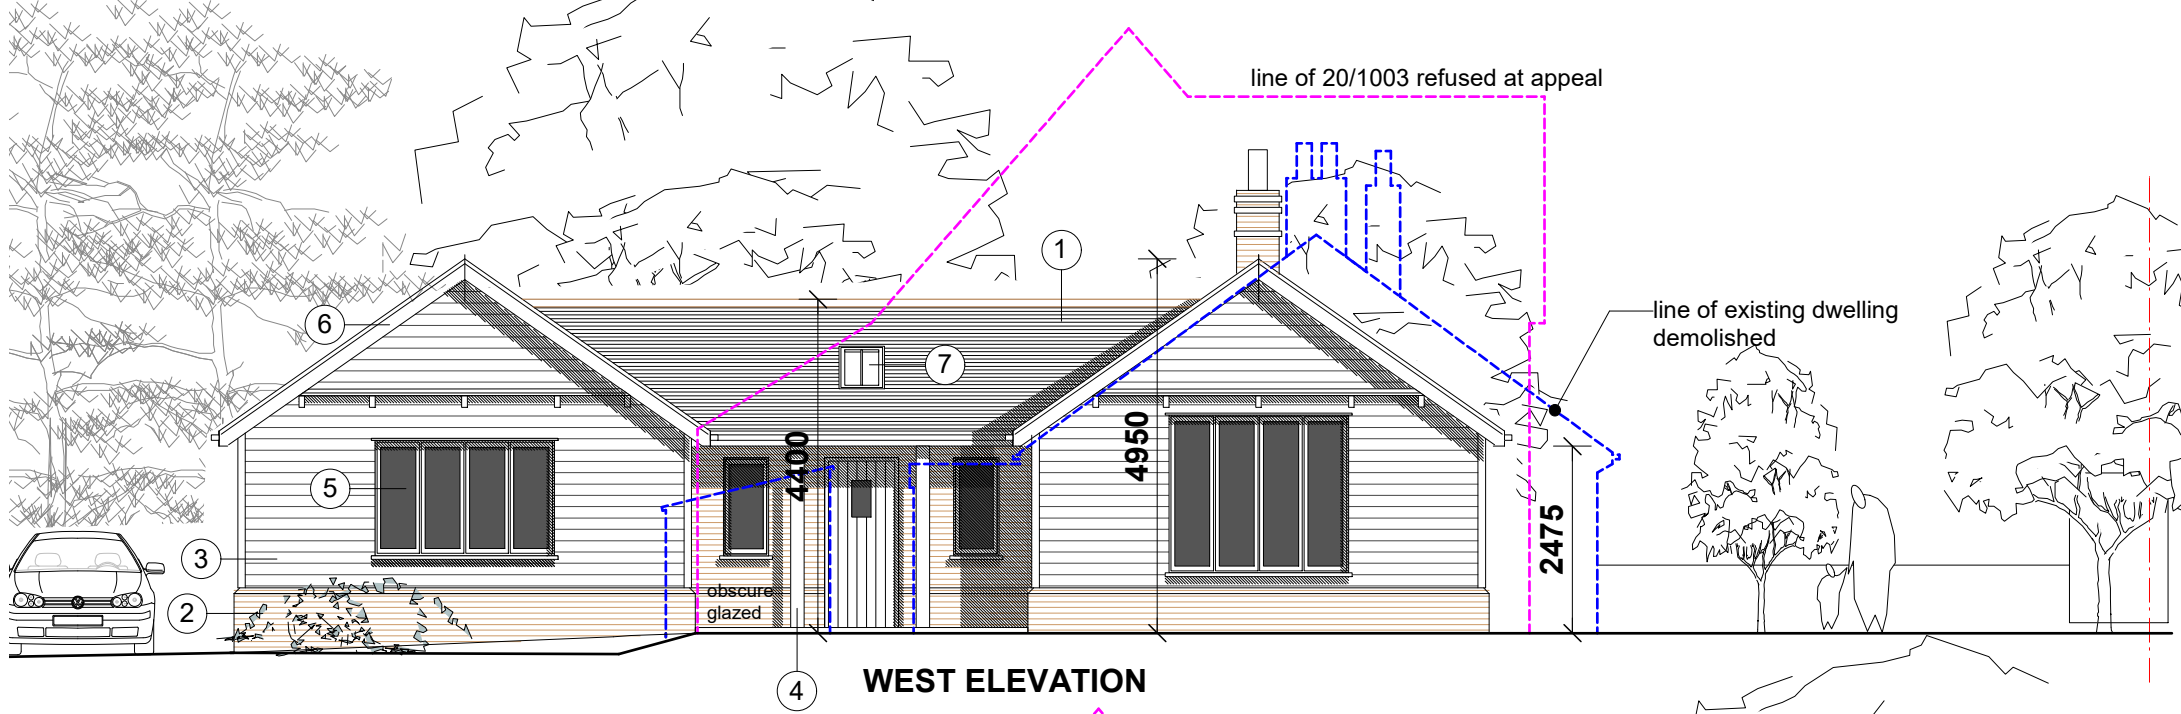 line of 20/1003 refused at appeal
1
line of existing dwelling
demolished
6
7
4400
4950
5
2475
3
obscure
glazed
2
4
WEST ELEVATION